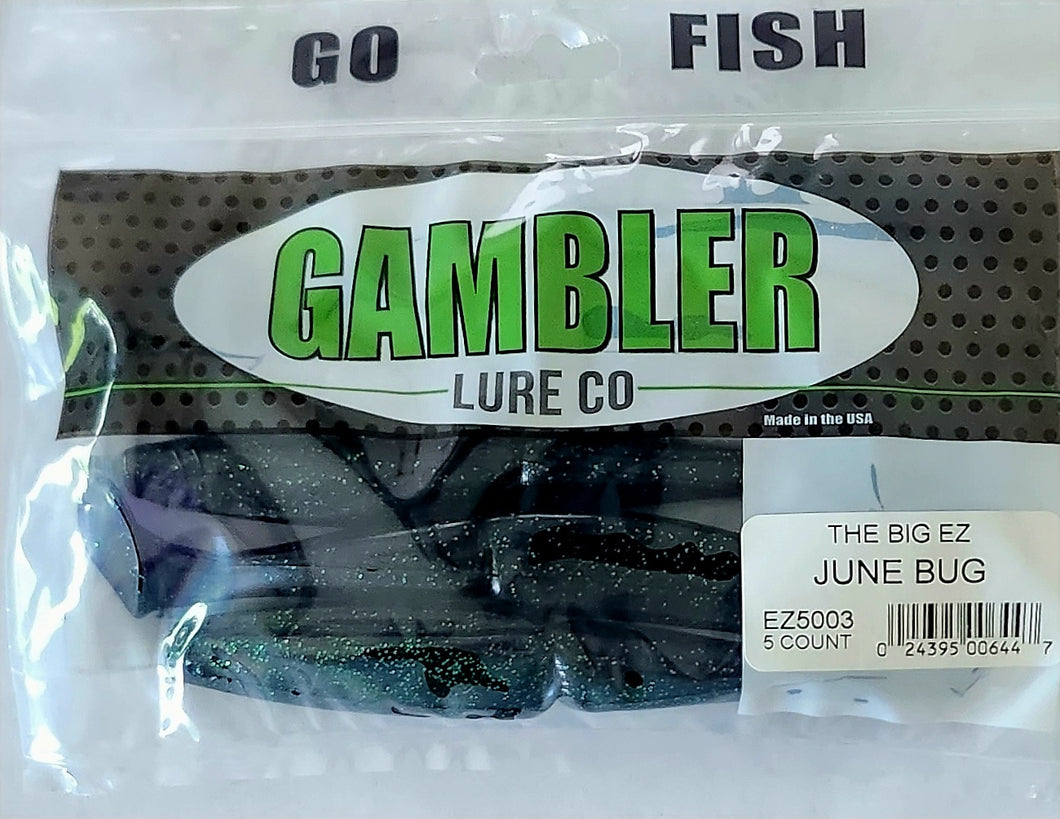 GO FISH
GAMBLER
LURE CO
Made in the USA
THE BIG EZ
JUNE BUG
EZ5003
5 COUNT
0 24395 00644 7